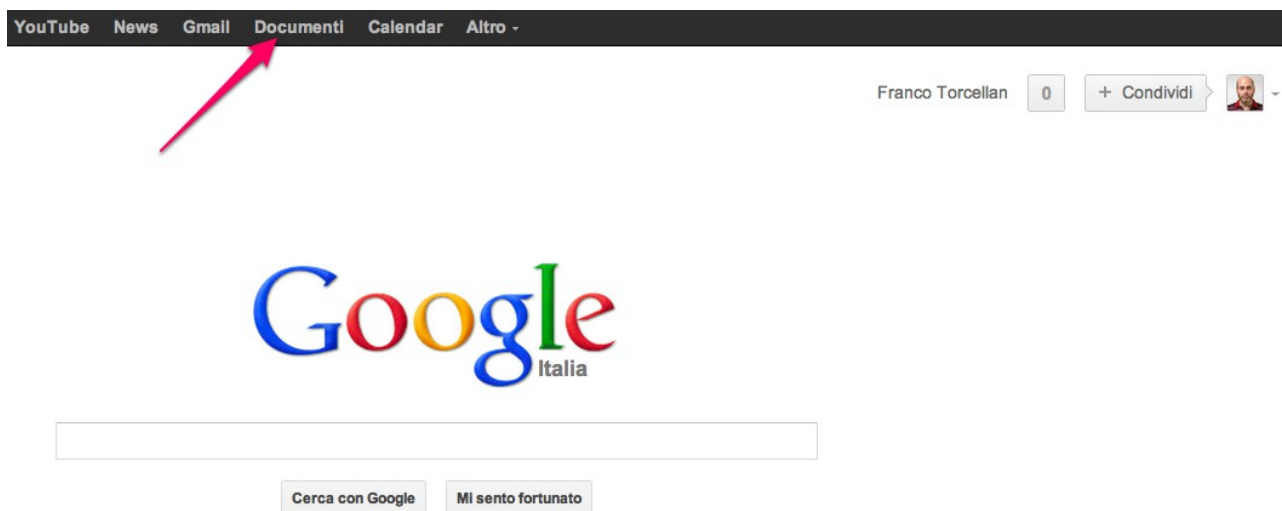 YouTube News Gmail Documenti Calendar Altro
Franco Torcellan 0 + Condividi
Google
Italia
Cerca con Google Mi sento fortunato